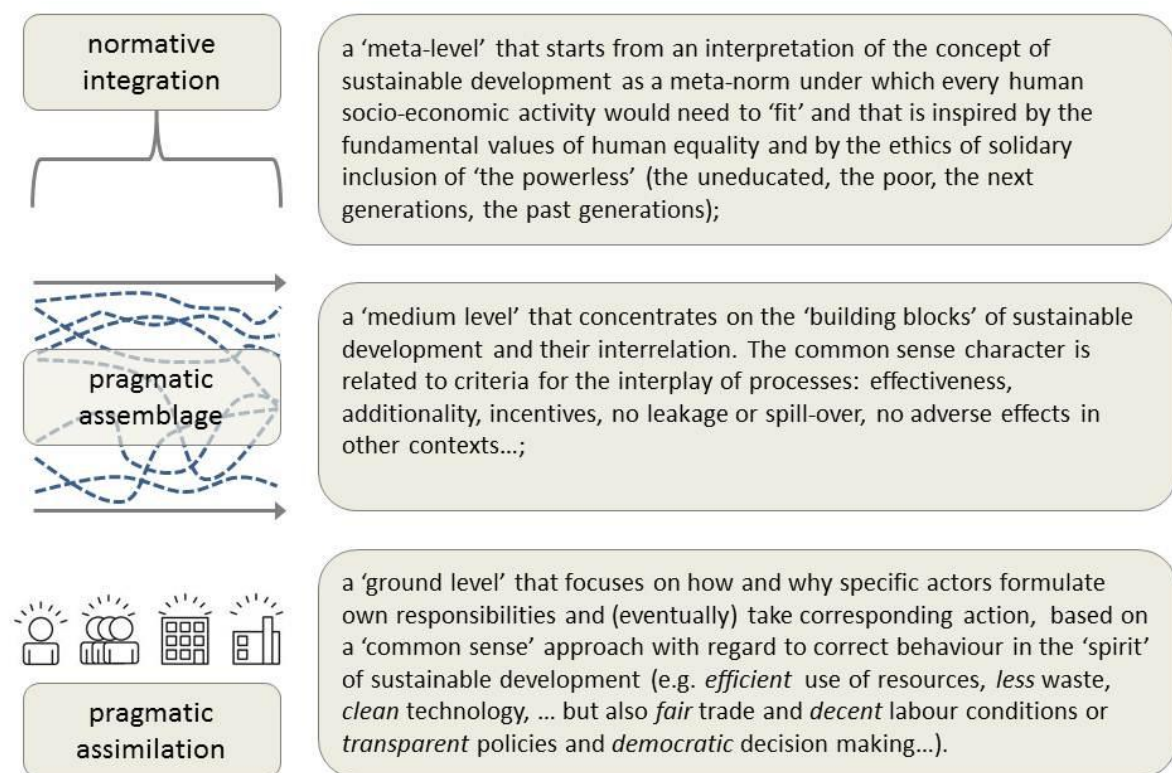 normative
integration
a ‘meta-level’ that starts from an interpretation of the concept of
sustainable development as a meta-norm under which every human
socio-economic activity would need to ‘fit’ and that is inspired by the
fundamental values of human equality and by the ethics of solidary
inclusion of ‘the powerless’ (the uneducated, the poor, the next
generations, the past generations);
pragmatic
assemblage
a ‘medium level’ that concentrates on the ‘building blocks’ of sustainable
development and their interrelation. The common sense character is
related to criteria for the interplay of processes: effectiveness,
additionality, incentives, no leakage or spill-over, no adverse effects in
other contexts…;
pragmatic
assimilation
a ‘ground level’ that focuses on how and why specific actors formulate
own responsibilities and (eventually) take corresponding action, based on
a ‘common sense’ approach with regard to correct behaviour in the ‘spirit’
of sustainable development (e.g. efficient use of resources, less waste,
clean technology, … but also fair trade and decent labour conditions or
transparent policies and democratic decision making…).